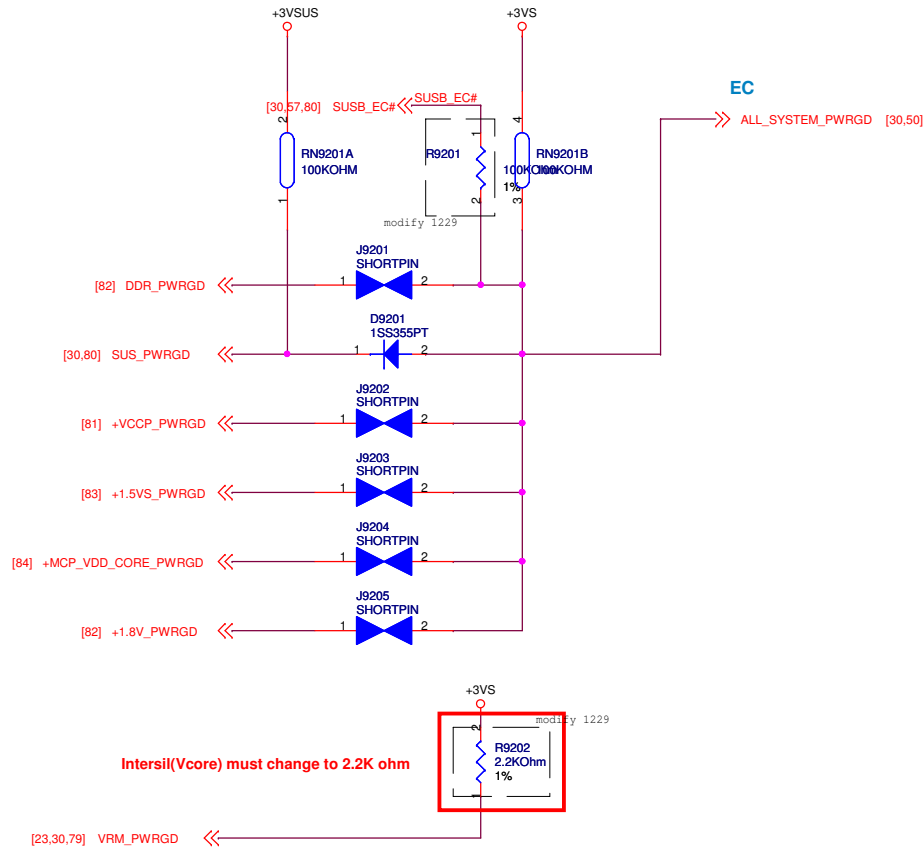 +3VSUS
+3VS
EC
[30,57,80] SUSB_EC#
SUSB_EC#
ALL_SYSTEM_PWRGD [30,50]
2
1
RN9201A
100KOHM
1
R9201
100KOhm
1%
2
4
RN9201B
100KOHM
3
modify 1229
J9201
SHORTPIN
[82] DDR_PWRGD
1
2
D9201
1SS355PT
[30,80] SUS_PWRGD
1
2
J9202
SHORTPIN
[81] +VCCP_PWRGD
1
2
J9203
SHORTPIN
[83] +1.5VS_PWRGD
1
2
J9204
SHORTPIN
[84] +MCP_VDD_CORE_PWRGD
1
2
J9205
SHORTPIN
[82] +1.8V_PWRGD
1
2
+3VS
modify 1229
2
R9202
2.2KOhm
1%
1
Intersil(Vcore) must change to 2.2K ohm
[23,30,79] VRM_PWRGD